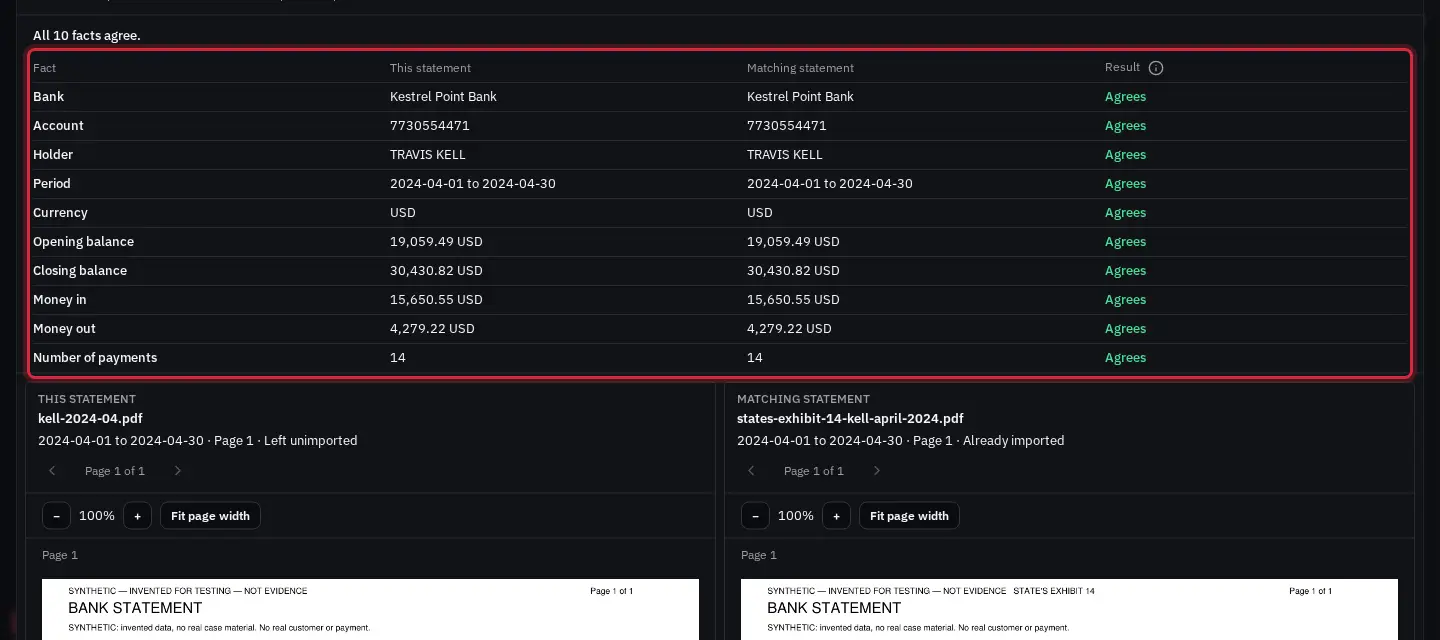 All 10 facts agree.
Fact This statement Matching statement Result
Bank Kestrel Point Bank Kestrel Point Bank Agrees
Account 7730554471 7730554471 Agrees
Holder TRAVIS KELL TRAVIS KELL Agrees
Period 2024-04-01 to 2024-04-30 2024-04-01 to 2024-04-30 Agrees
Currency USD USD Agrees
Opening balance 19,059.49 USD 19,059.49 USD Agrees
Closing balance 30,430.82 USD 30,430.82 USD Agrees
Money in 15,650.55 USD 15,650.55 USD Agrees
Money out 4,279.22 USD 4,279.22 USD Agrees
Number of payments 14 14 Agrees
THIS STATEMENT
kell-2024-04.pdf
2024-04-01 to 2024-04-30 · Page 1 · Left unimported
Page 1 of 1
− 100% + Fit page width
Page 1
SYNTHETIC — INVENTED FOR TESTING — NOT EVIDENCE Page 1 of 1
BANK STATEMENT
SYNTHETIC: invented data, no real case material. No real customer or payment.
MATCHING STATEMENT
states-exhibit-14-kell-april-2024.pdf
2024-04-01 to 2024-04-30 · Page 1 · Already imported
Page 1 of 1
− 100% + Fit page width
Page 1
SYNTHETIC — INVENTED FOR TESTING — NOT EVIDENCE STATE'S EXHIBIT 14 Page 1 of 1
BANK STATEMENT
SYNTHETIC: invented data, no real case material. No real customer or payment.